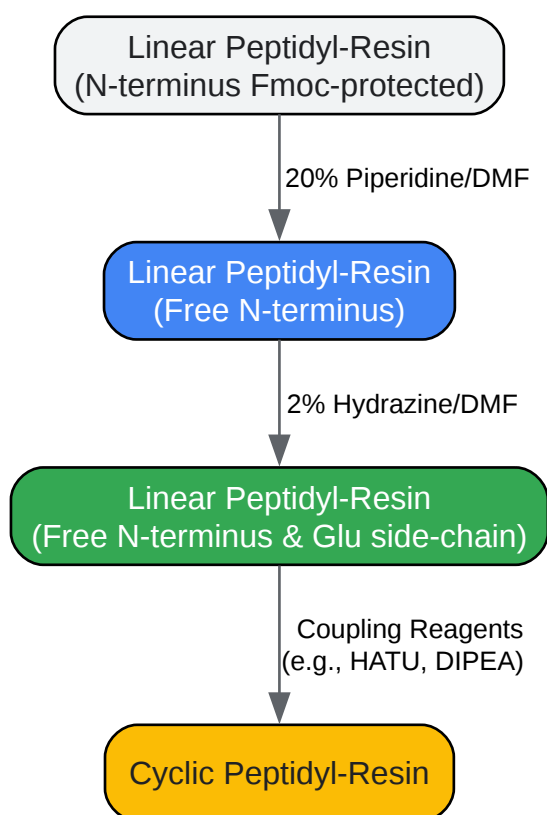 Linear Peptidyl-Resin
(N-terminus Fmoc-protected)
20% Piperidine/DMF
Linear Peptidyl-Resin
(Free N-terminus)
2% Hydrazine/DMF
Linear Peptidyl-Resin
(Free N-terminus & Glu side-chain)
Coupling Reagents
(e.g., HATU, DIPEA)
Cyclic Peptidyl-Resin